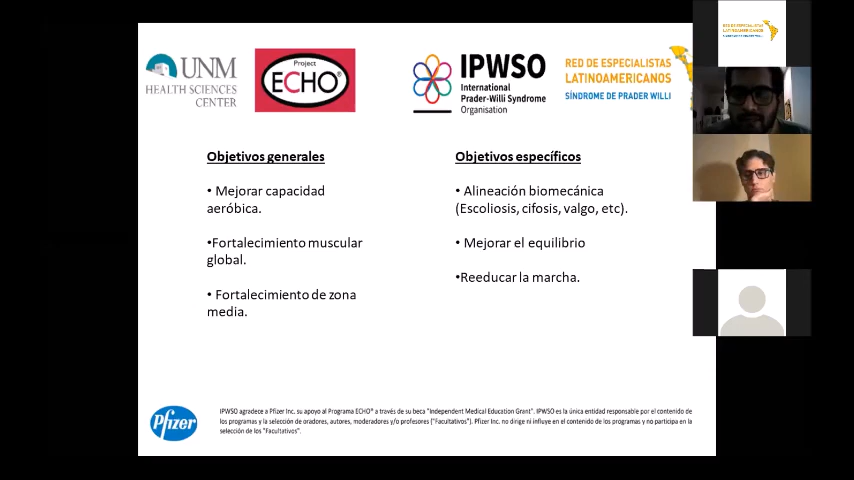 UNM
HEALTH SCIENCES
CENTER
Project
ECHO®
IPWSO
International
Prader-Willi Syndrome
Organisation
RED DE ESPECIALISTAS
LATINOAMERICANOS
SÍNDROME DE PRADER WILLI
RED DE ESPECIALISTAS
LATINOAMERICANOS
Objetivos generales
• Mejorar capacidad
aeróbica.
•Fortalecimiento muscular
global.
• Fortalecimiento de zona
media.
Objetivos específicos
• Alineación biomecánica
(Escoliosis, cifosis, valgo, etc).
• Mejorar el equilibrio
•Reeducar la marcha.
Pfizer
IPWSO agradece a Pfizer Inc. su apoyo al Programa ECHO® a través de su beca "Independent Medical Education Grant". IPWSO es la única entidad responsable por el contenido de
los programas y la selección de oradores, autores, moderadores y/o profesores ("Facultativos"). Pfizer Inc. no dirige ni influye en el contenido de los programas y no participa en la
selección de los "Facultativos".